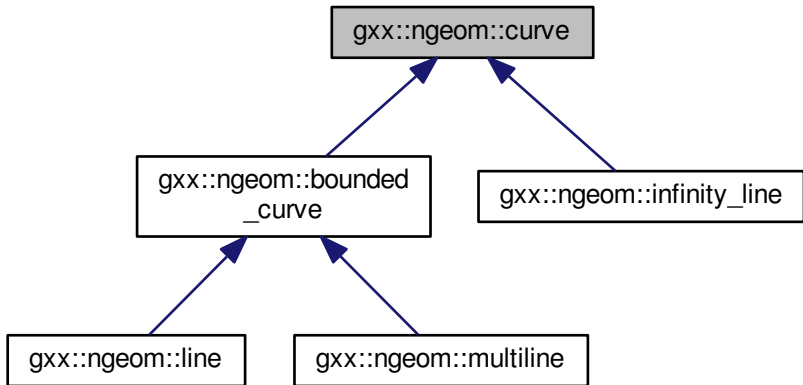 gxx::ngeom::curve
gxx::ngeom::bounded
_curve
gxx::ngeom::infinity_line
gxx::ngeom::line
gxx::ngeom::multiline